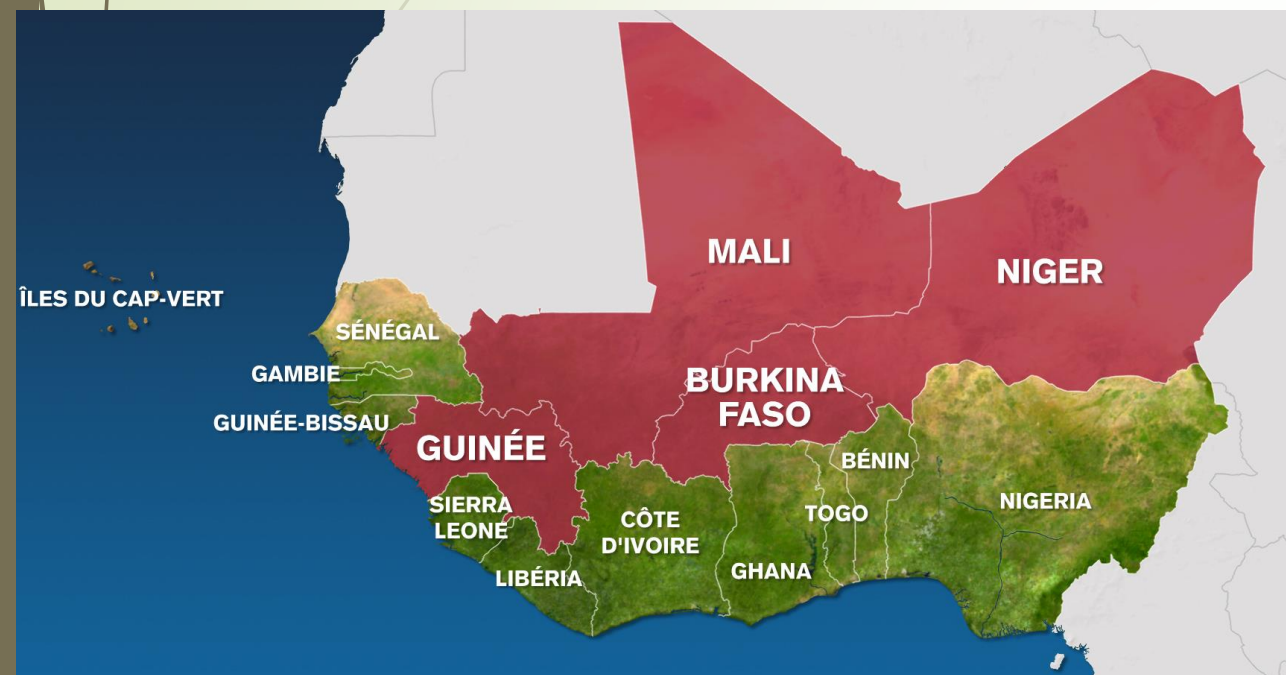 MALI
NIGER
ÎLES DU CAP-VERT
SÉNÉGAL
GAMBIE
BURKINA
FASO
GUINÉE-BISSAU
GUINÉE
BÉNIN
SIERRA
LEONE
CÔTE
D'IVOIRE
TOGO
NIGERIA
LIBÉRIA
GHANA